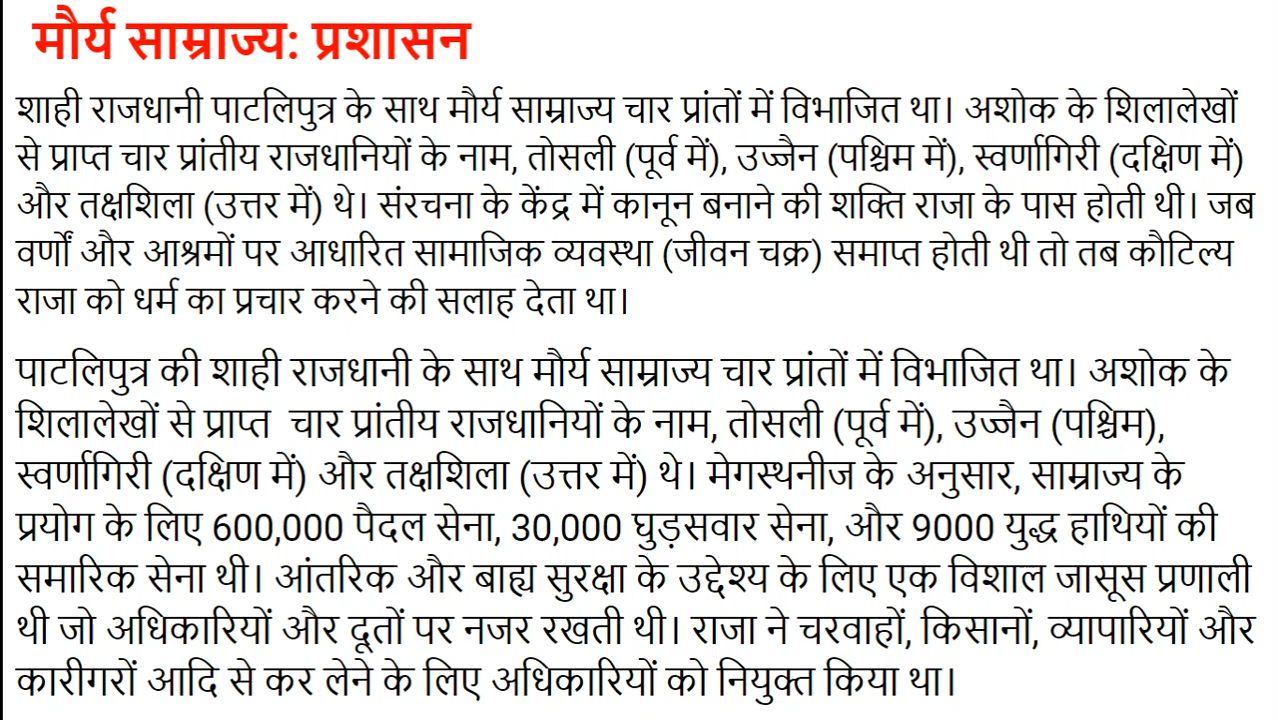 मौर्य साम्राज्य: प्रशासन
शाही राजधानी पाटलिपुत्र के साथ मौर्य साम्राज्य चार प्रांतों में विभाजित था। अशोक के शिलालेखों
से प्राप्त चार प्रांतीय राजधानियों के नाम, तोसली (पूर्व में), उज्जैन (पश्चिम में), स्वर्णागिरी (दक्षिण में)
और तक्षशिला (उत्तर में) थे। संरचना के केंद्र में कानून बनाने की शक्ति राजा के पास होती थी। जब
वर्णों और आश्रमों पर आधारित सामाजिक व्यवस्था (जीवन चक्र) समाप्त होती थी तो तब कौटिल्य
राजा को धर्म का प्रचार करने की सलाह देता था।
पाटलिपुत्र की शाही राजधानी के साथ मौर्य साम्राज्य चार प्रांतों में विभाजित था। अशोक के
शिलालेखों से प्राप्त चार प्रांतीय राजधानियों के नाम, तोसली (पूर्व में), उज्जैन (पश्चिम),
स्वर्णागिरी (दक्षिण में) और तक्षशिला (उत्तर में) थे। मेगस्थनीज के अनुसार, साम्राज्य के
प्रयोग के लिए 600,000 पैदल सेना, 30,000 घुड़सवार सेना, और 9000 युद्ध हाथियों की
समारिक सेना थी। आंतरिक और बाह्य सुरक्षा के उद्देश्य के लिए एक विशाल जासूस प्रणाली
थी जो अधिकारियों और दूतों पर नजर रखती थी। राजा ने चरवाहों, किसानों, व्यापारियों और
कारीगरों आदि से कर लेने के लिए अधिकारियों को नियुक्त किया था।